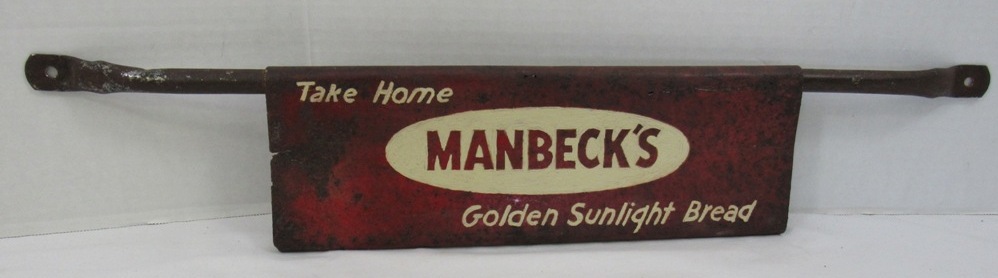 Take Home
MANBECK'S
Golden Sunlight Bread